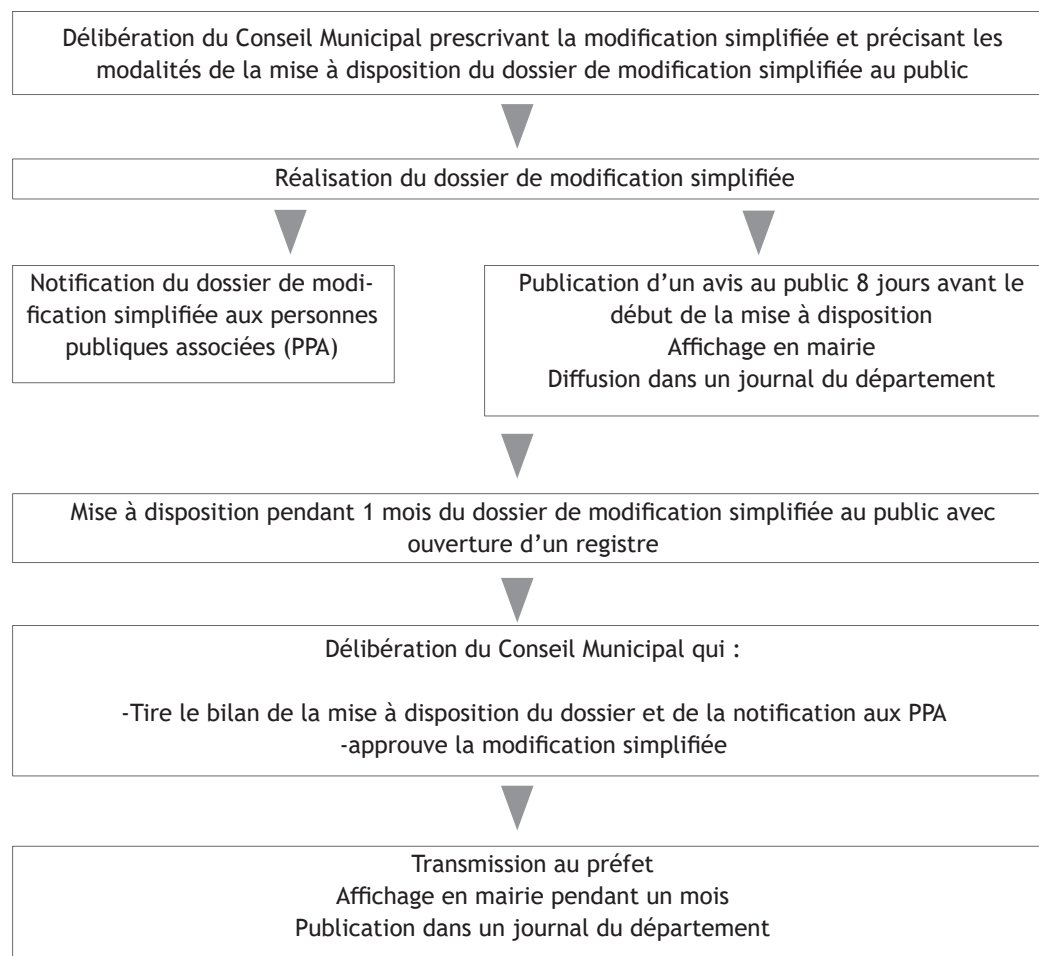 Délibération du Conseil Municipal prescrivant la modification simplifiée et précisant les
modalités de la mise à disposition du dossier de modification simplifiée au public
Réalisation du dossier de modification simplifiée
Notification du dossier de modi-
fication simplifiée aux personnes
publiques associées (PPA)
Publication d’un avis au public 8 jours avant le
début de la mise à disposition
Affichage en mairie
Diffusion dans un journal du département
Mise à disposition pendant 1 mois du dossier de modification simplifiée au public avec
ouverture d’un registre
Délibération du Conseil Municipal qui :
-Tire le bilan de la mise à disposition du dossier et de la notification aux PPA
-approuve la modification simplifiée
Transmission au préfet
Affichage en mairie pendant un mois
Publication dans un journal du département